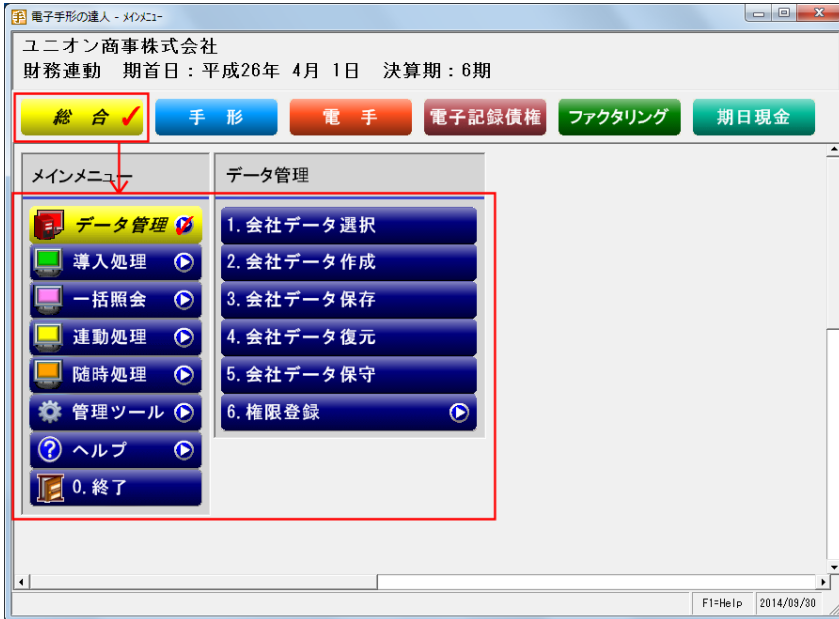 電子手形の達人 - ﾒｲﾝﾒﾆｭｰ
ユニオン商事株式会社
財務連動 期首日：平成26年 4月 1日 決算期：6期
総 合 手 形 電 手 電子記録債権 ファクタリング 期日現金
メインメニュー
データ管理
導入処理
一括照会
連動処理
随時処理
管理ツール
ヘルプ
0.終了
データ管理
1.会社データ選択
2.会社データ作成
3.会社データ保存
4.会社データ復元
5.会社データ保守
6.権限登録
F1=Help 2014/09/30